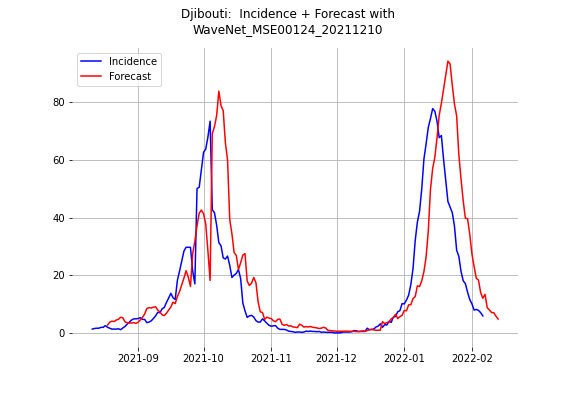 Djibouti:  Incidence + Forecast with
WaveNet_MSE00124_20211210
Incidence
Forecast
80
60
40
20
0
2021-09
2021-10
2021-11
2021-12
2022-01
2022-02